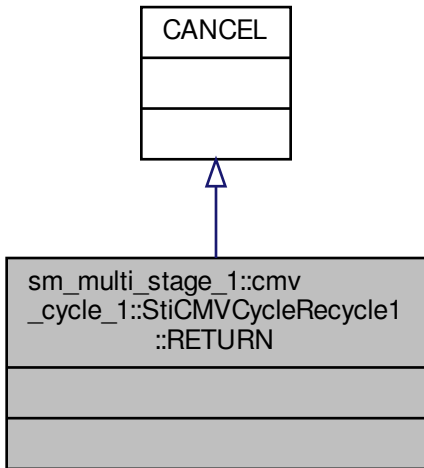 CANCEL
sm_multi_stage_1::cmv
_cycle_1::StiCMVCycleRecycle1
::RETURN